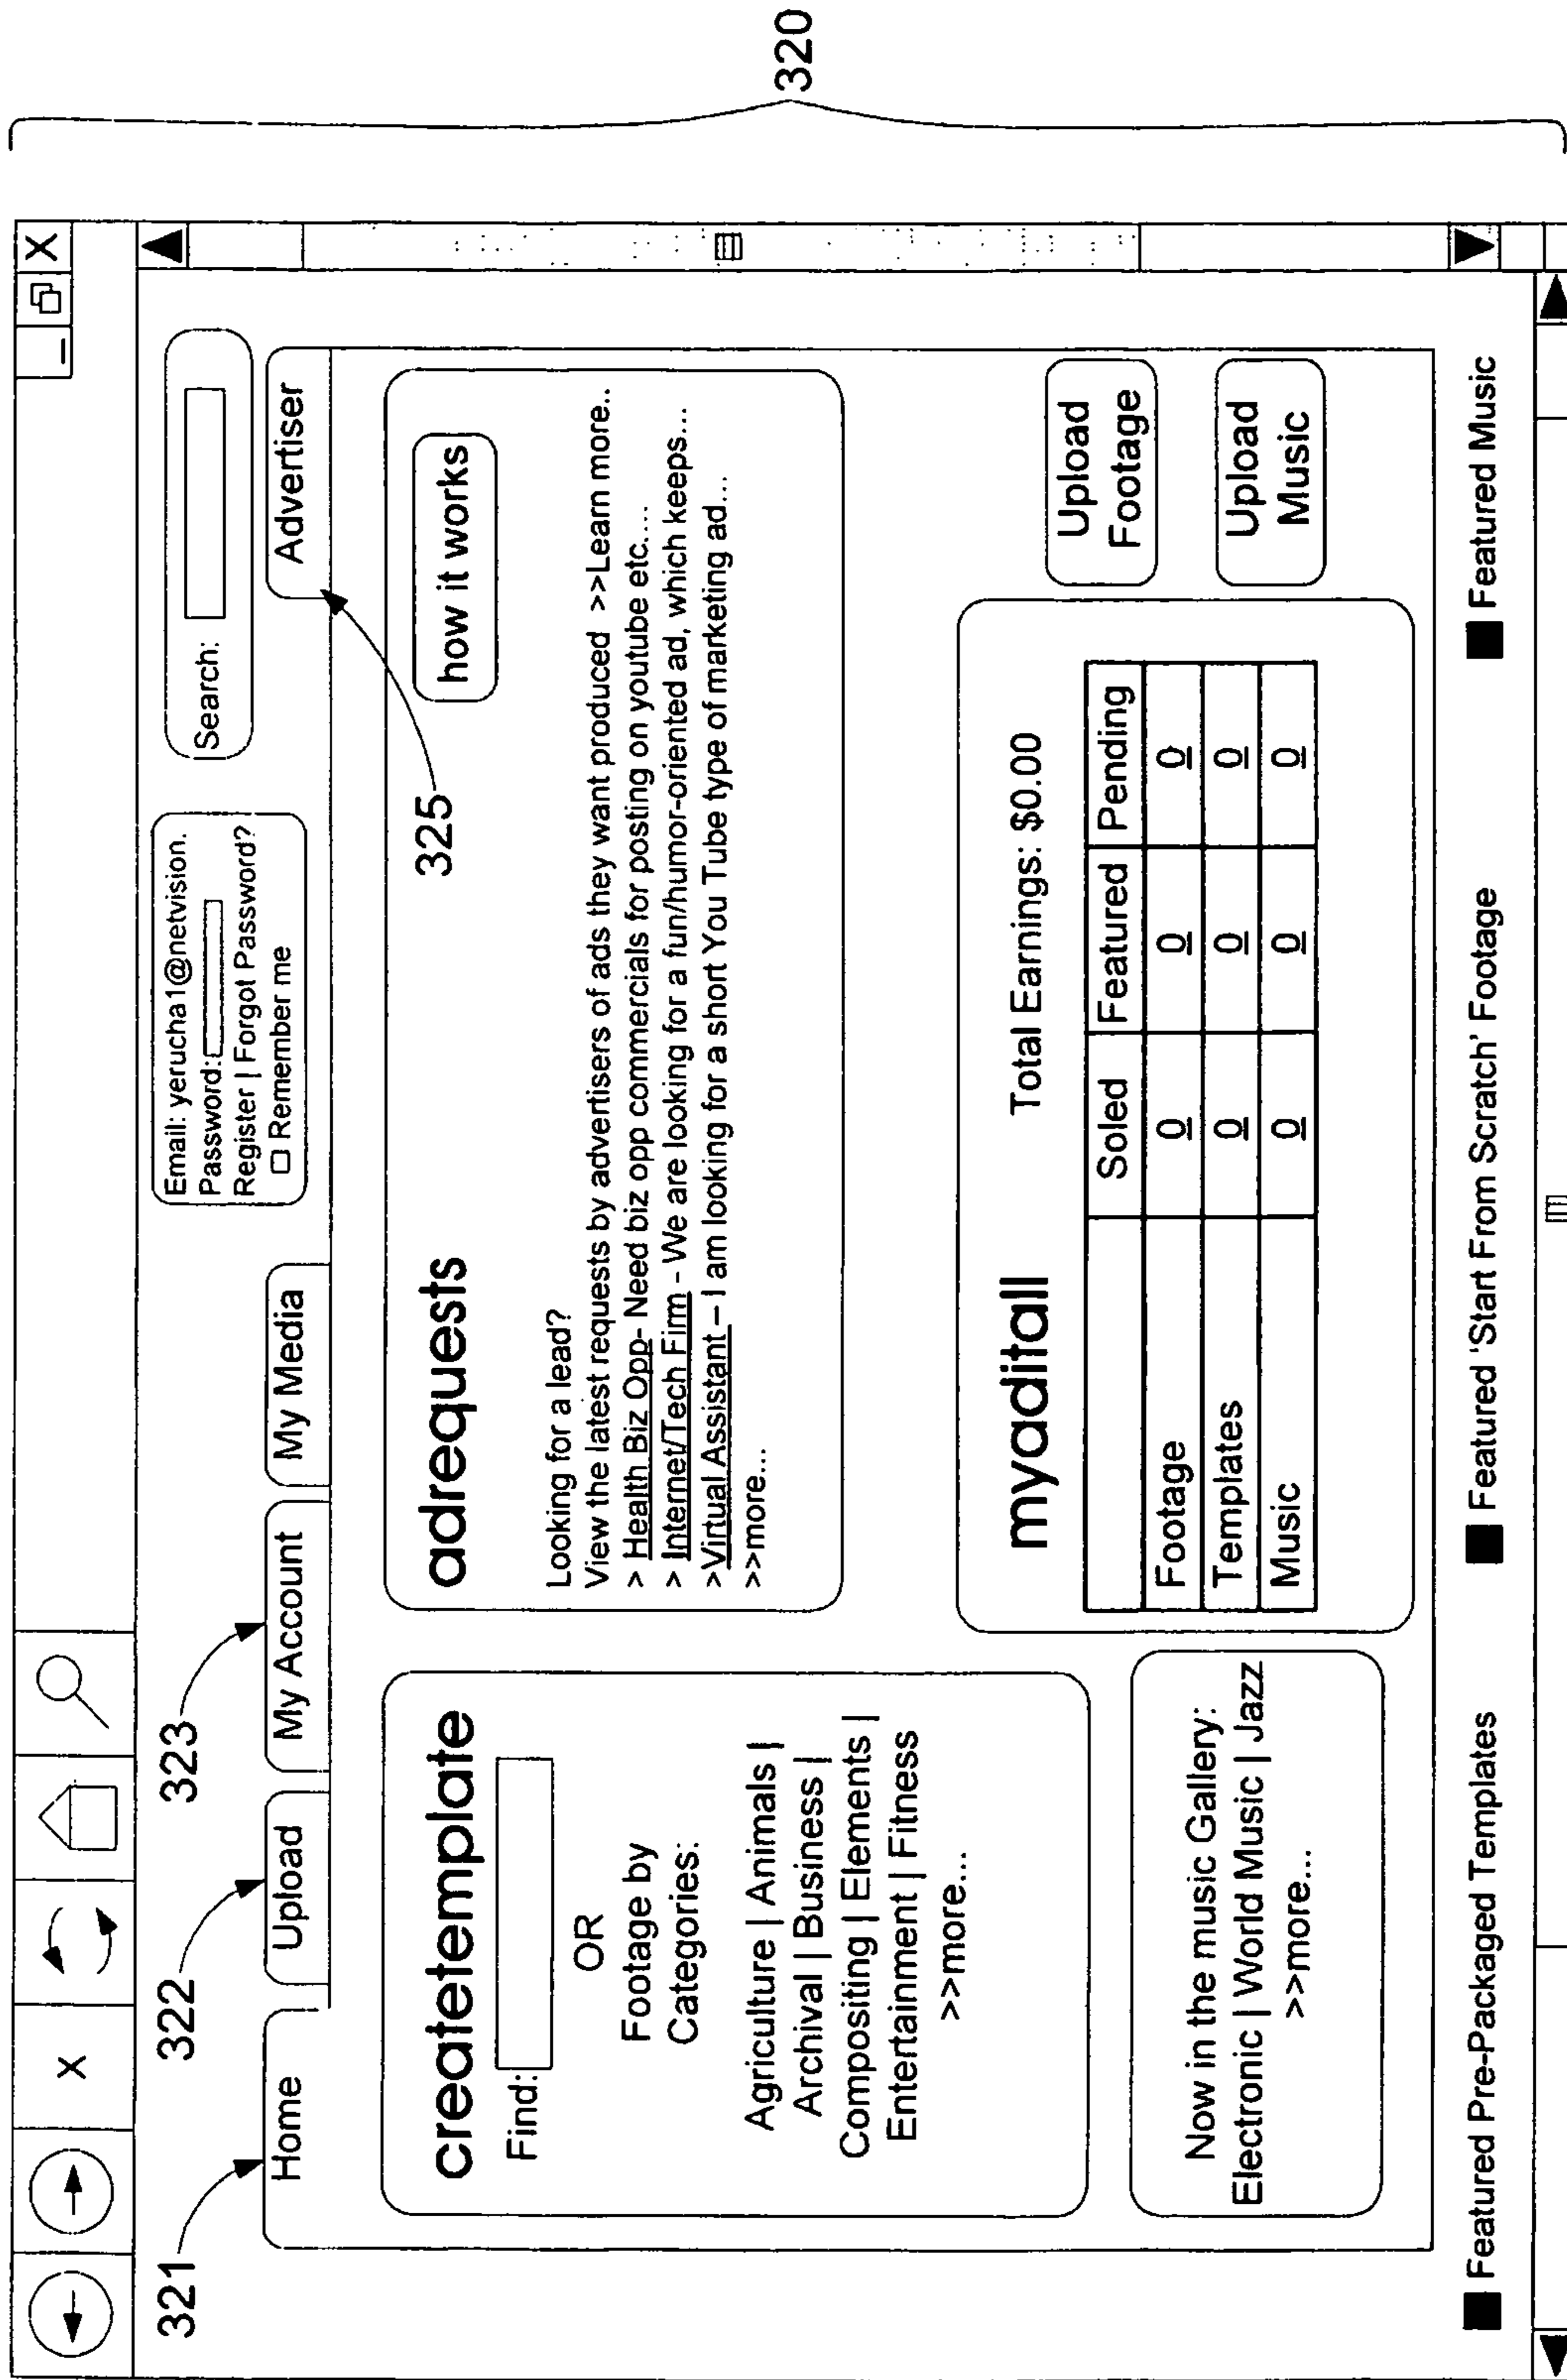 _ X
X
Email: yerucha1@netvision.
Password:
Register | Forgot Password?
Remember me
Search:
321
322
323
Home
Upload
My Account
My Media
Advertiser
325
320
createtemplate
Find:
OR
Footage by
Categories:
Agriculture | Animals |
Archival | Business |
Compositing | Elements |
Entertainment | Fitness
>>more...
Now in the music Gallery:
Electronic | World Music | Jazz
>>more...
adrequests
how it works
Looking for a lead?
View the latest requests by advertisers of ads they want produced >>Learn more..
> Health Biz Opp- Need biz opp commercials for posting on youtube etc....
> Internet/Tech Firm - We are looking for a fun/humor-oriented ad, which keeps...
>Virtual Assistant – I am looking for a short You Tube type of marketing ad...
>>more...
myaditall
Total Earnings: $0.00
Soled Featured Pending
Footage 0 0 0
Templates 0 0 0
Music 0 0 0
Upload
Footage
Upload
Music
Featured Pre-Packaged Templates
Featured 'Start From Scratch' Footage
Featured Music